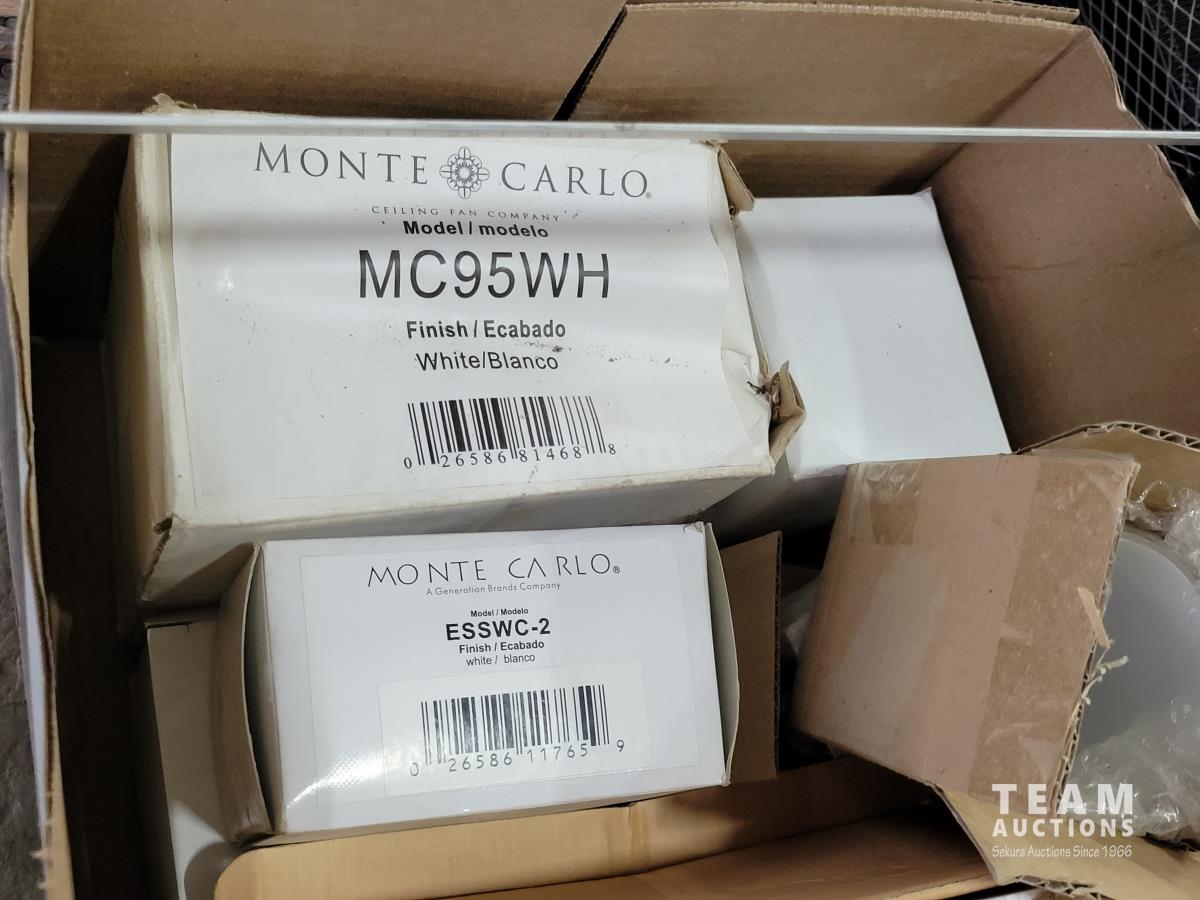 MONTE CARLO®
CEILING FAN COMPANY
Model / modelo
MC95WH
Finish / Ecabado
White/Blanco
0 26586 81468 8
MONTE CARLO®
A Generation Brands Company
Model / Modelo
ESSWC-2
Finish / Ecabado
white / blanco
0 26586 11765 9
TEAM
AUCTIONS
Sekura Auctions Since 1966